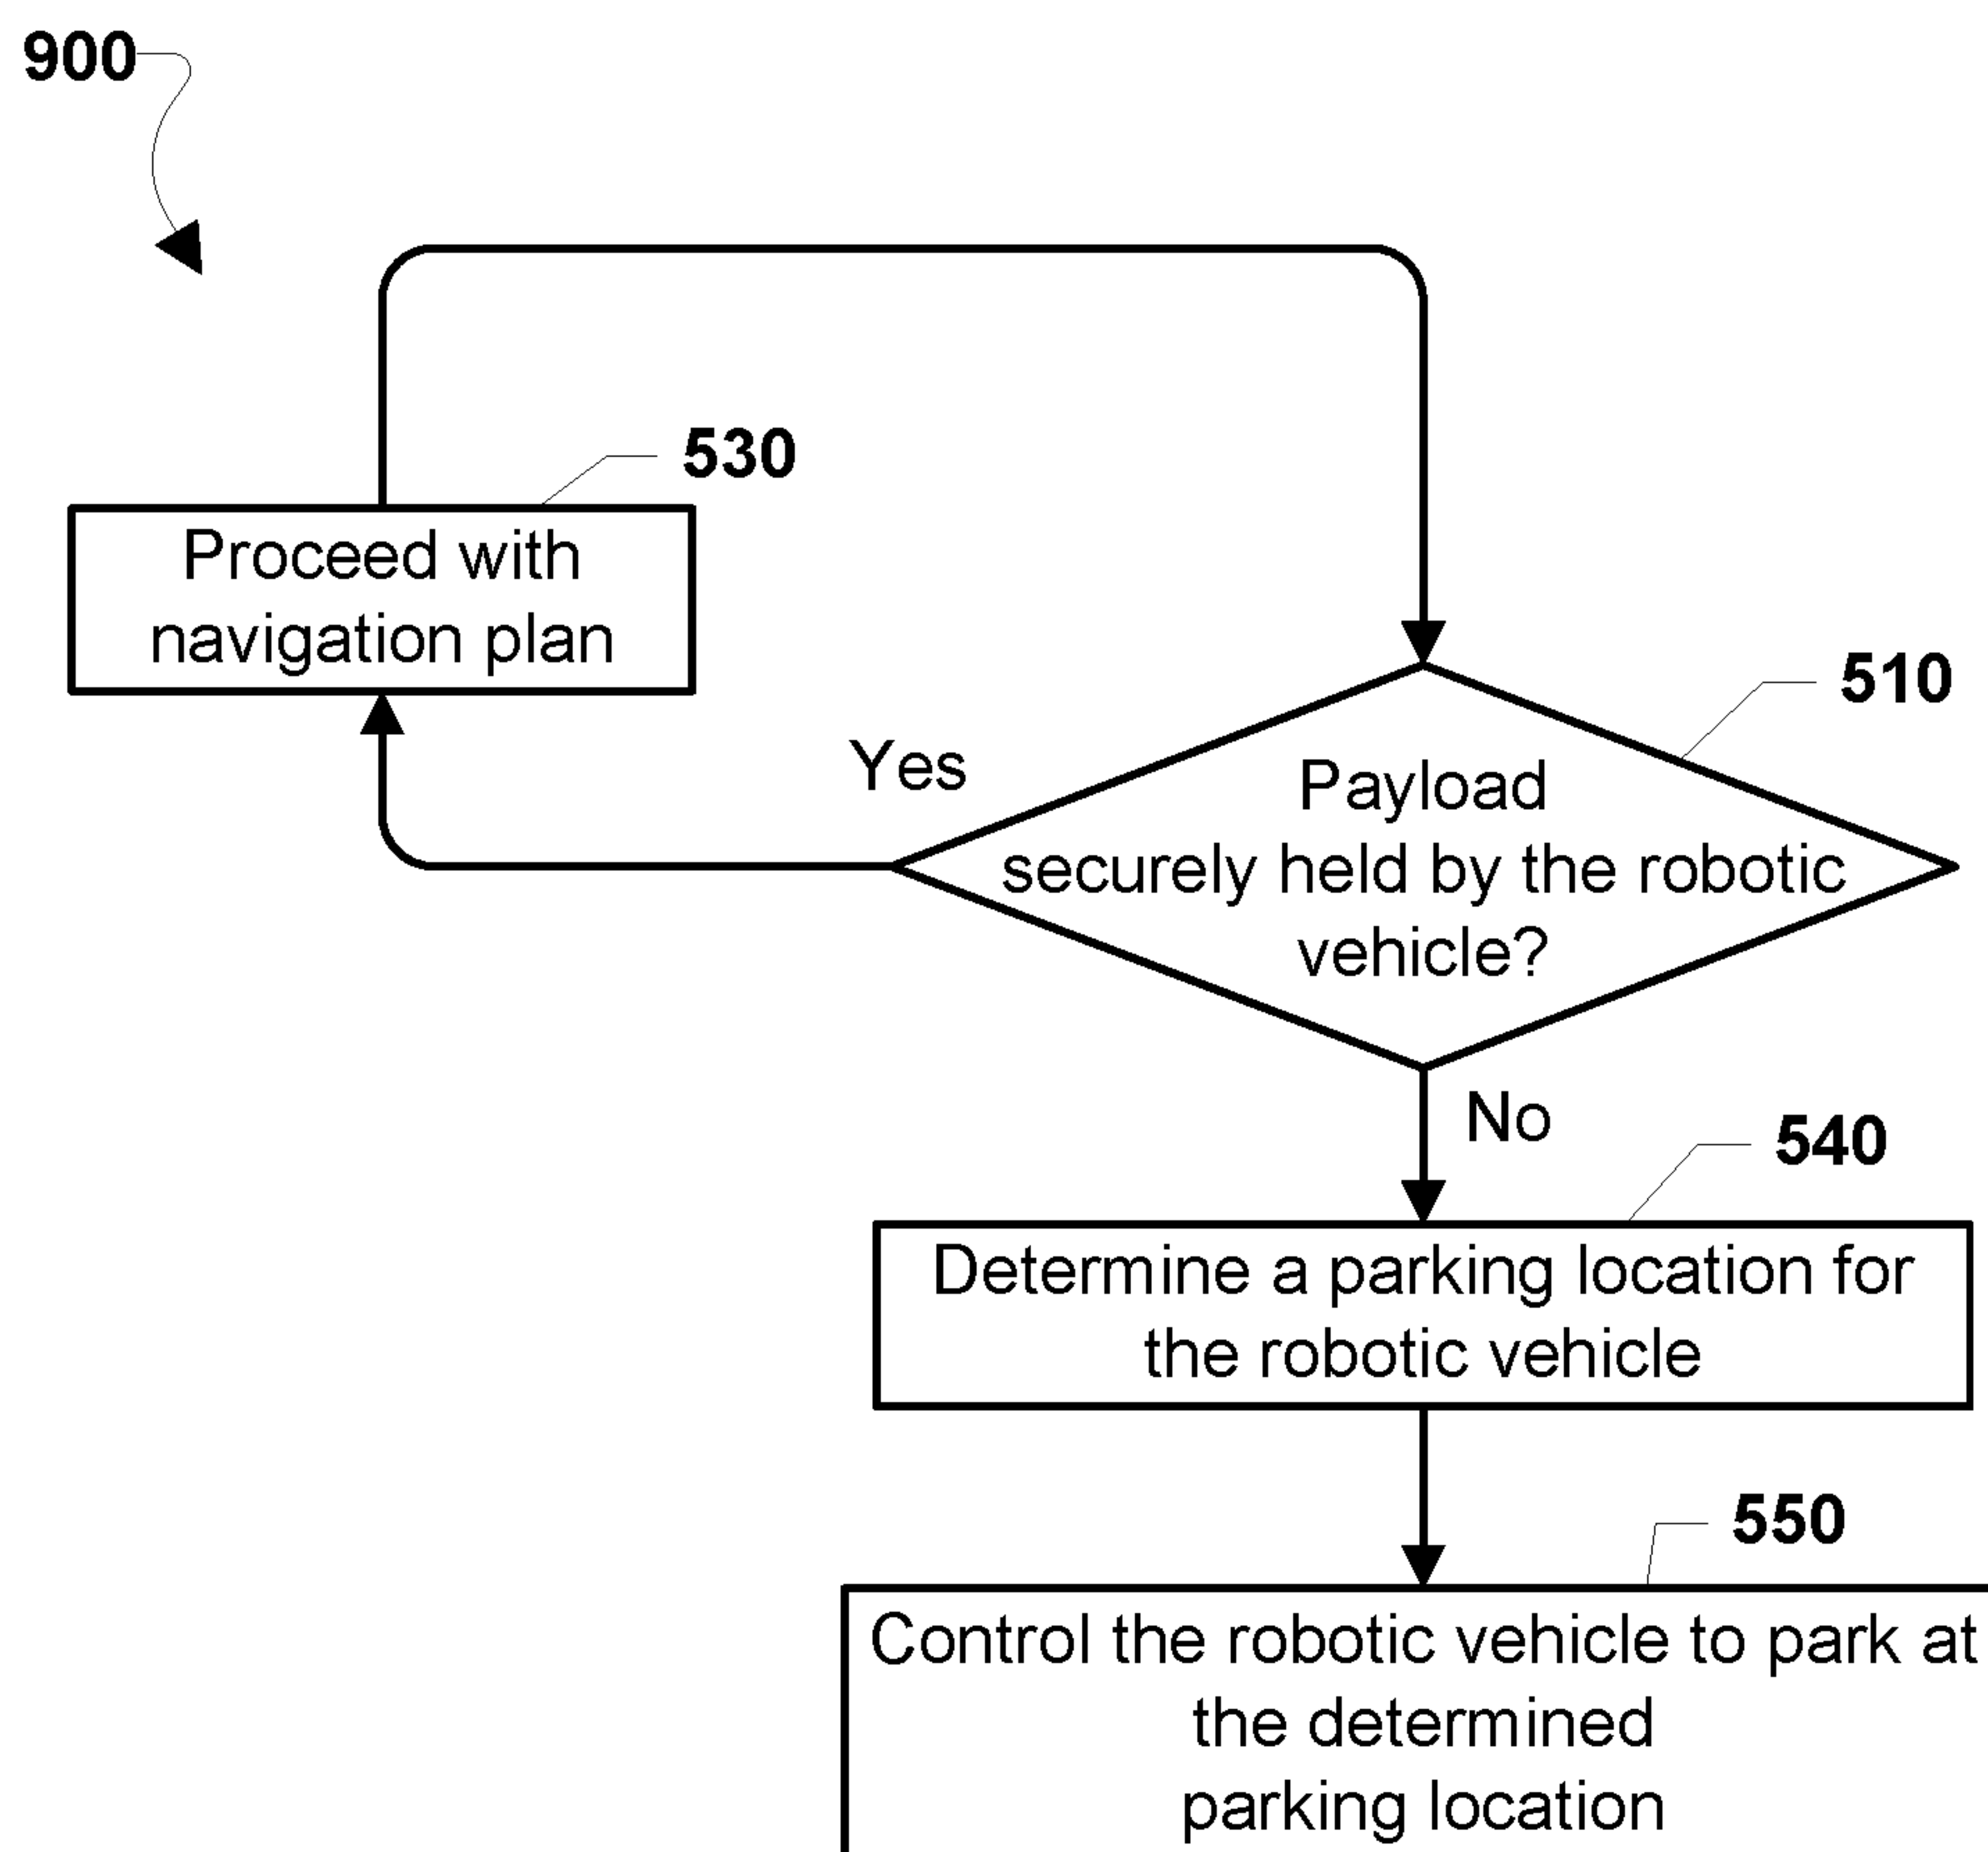 900
530
Proceed with
navigation plan
510
Yes
Payload
securely held by the robotic
vehicle?
No
540
Determine a parking location for
the robotic vehicle
550
Control the robotic vehicle to park at
the determined
parking location